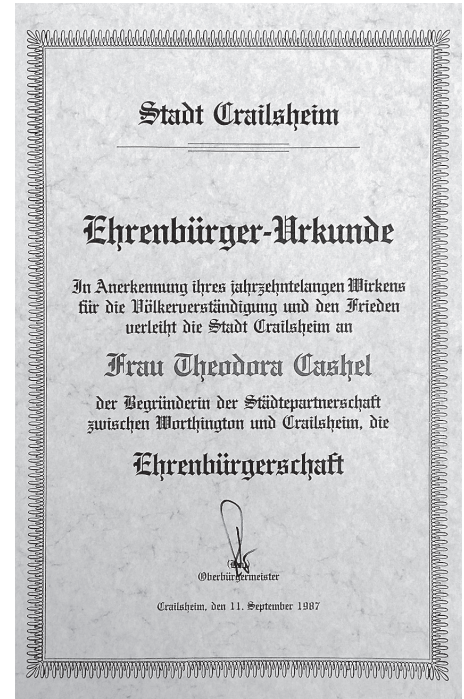 Stadt Crailsheim
Ehrenbürger-Urkunde
In Anerkennung ihres jahrzehntelangen Wirkens
für die Völkerverständigung und den Frieden
verleiht die Stadt Crailsheim an
Frau Theodora Cashel
der Begründerin der Städtepartnerschaft
zwischen Worthington und Crailsheim, die
Ehrenbürgerschaft
Oberbürgermeister
Crailsheim, den 11. September 1987